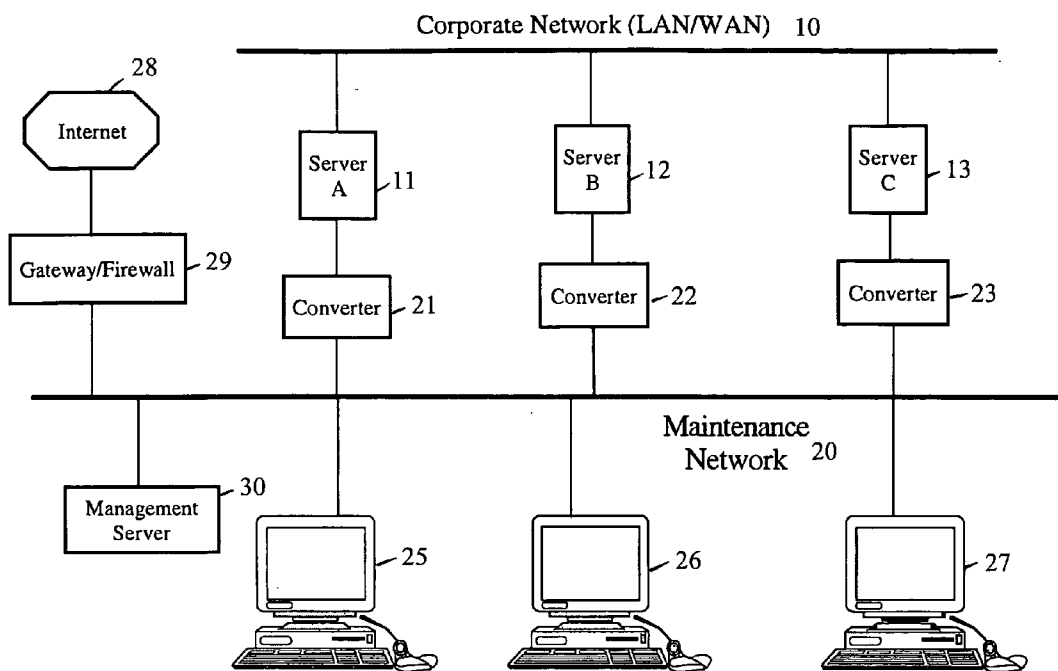 Corporate Network (LAN/WAN) 10
28
Internet
Server
A
11
Server
B
12
Server
C
13
Gateway/Firewall
29
Converter
21
Converter
22
Converter
23
Maintenance
Network 20
Management
Server
30
25
26
27